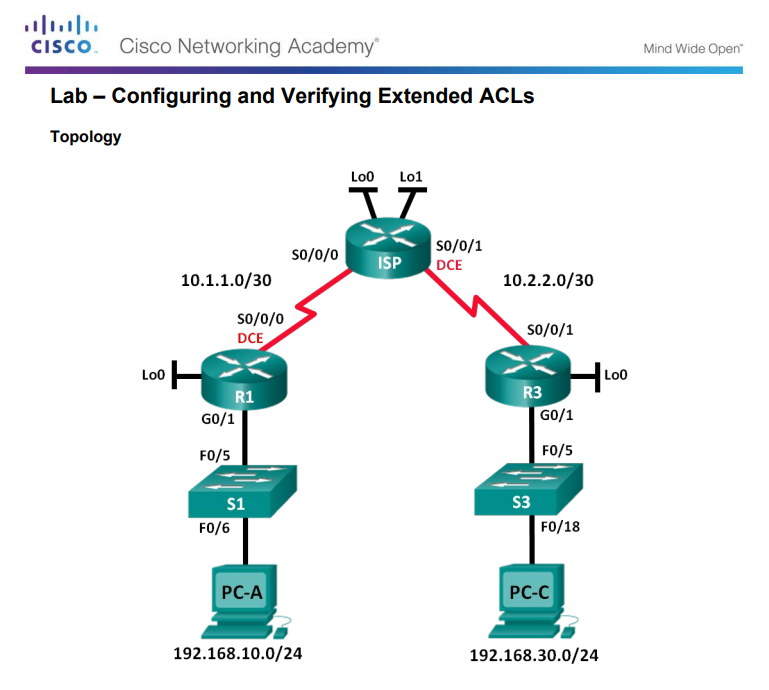 CISCO
Cisco Networking Academy®
Mind Wide Open™
Lab – Configuring and Verifying Extended ACLs
Topology
Lo0 Lo1
S0/0/0
ISP
S0/0/1
DCE
10.1.1.0/30
10.2.2.0/30
S0/0/0
DCE
S0/0/1
Lo0
R1
R3
Lo0
G0/1
G0/1
F0/5
F0/5
S1
S3
F0/6
F0/18
PC-A
PC-C
192.168.10.0/24
192.168.30.0/24